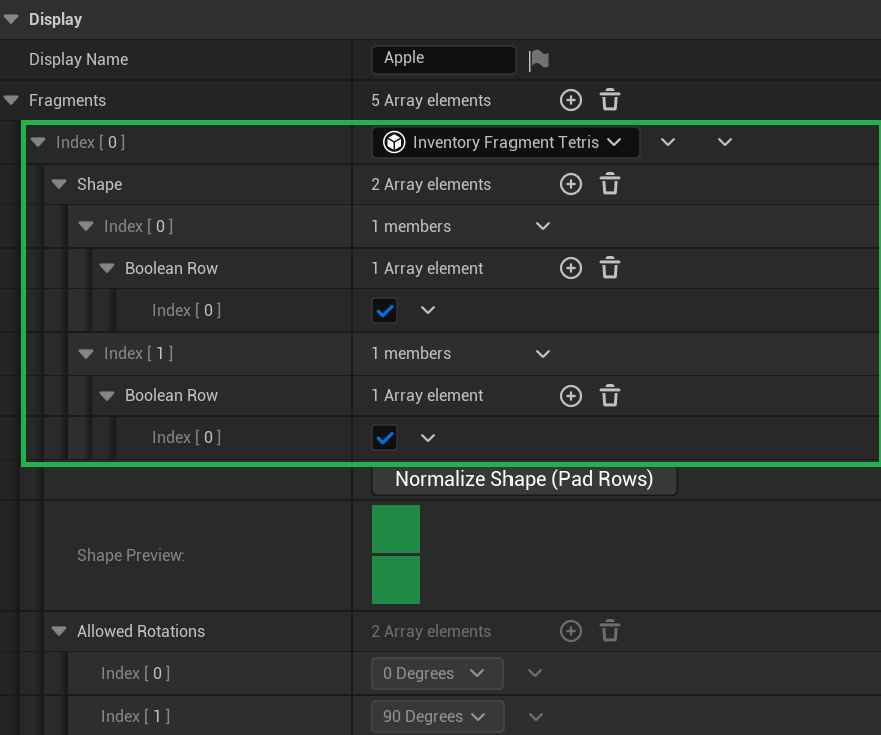 Display
Display Name Apple
Fragments 5 Array elements
Index [ 0 ] Inventory Fragment Tetris
Shape 2 Array elements
Index [ 0 ] 1 members
Boolean Row 1 Array element
Index [ 0 ]
Index [ 1 ] 1 members
Boolean Row 1 Array element
Index [ 0 ]
Normalize Shape (Pad Rows)
Shape Preview:
Allowed Rotations 2 Array elements
Index [ 0 ] 0 Degrees
Index [ 1 ] 90 Degrees